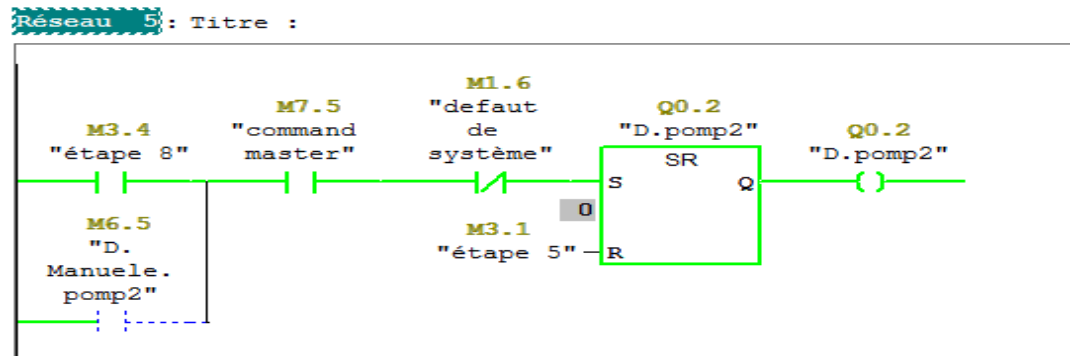 Réseau 5: Titre :
M3.4
"étape 8"
M7.5
"command
master"
M1.6
"defaut
de
système"
Q0.2
"D.pomp2"
SR
S
Q
0
R
Q0.2
"D.pomp2"
M3.1
"étape 5"
M6.5
"D.
Manuele.
pomp2"